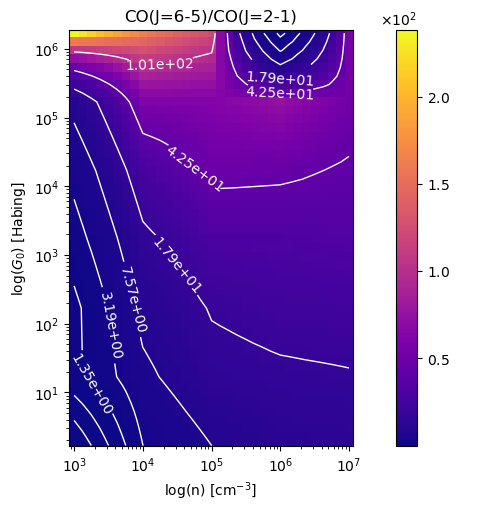 CO(J=6-5)/CO(J=2-1)
×10²
10⁶
10⁵
10⁴
10³
10²
10¹
log(G₀) [Habing]
1.01e+02
1.79e+01
4.25e+01
4.25e+01
1.79e+01
7.57e+00
3.19e+00
1.35e+00
2.0
1.5
1.0
0.5
10³ 10⁴ 10⁵ 10⁶ 10⁷
log(n) [cm⁻³]